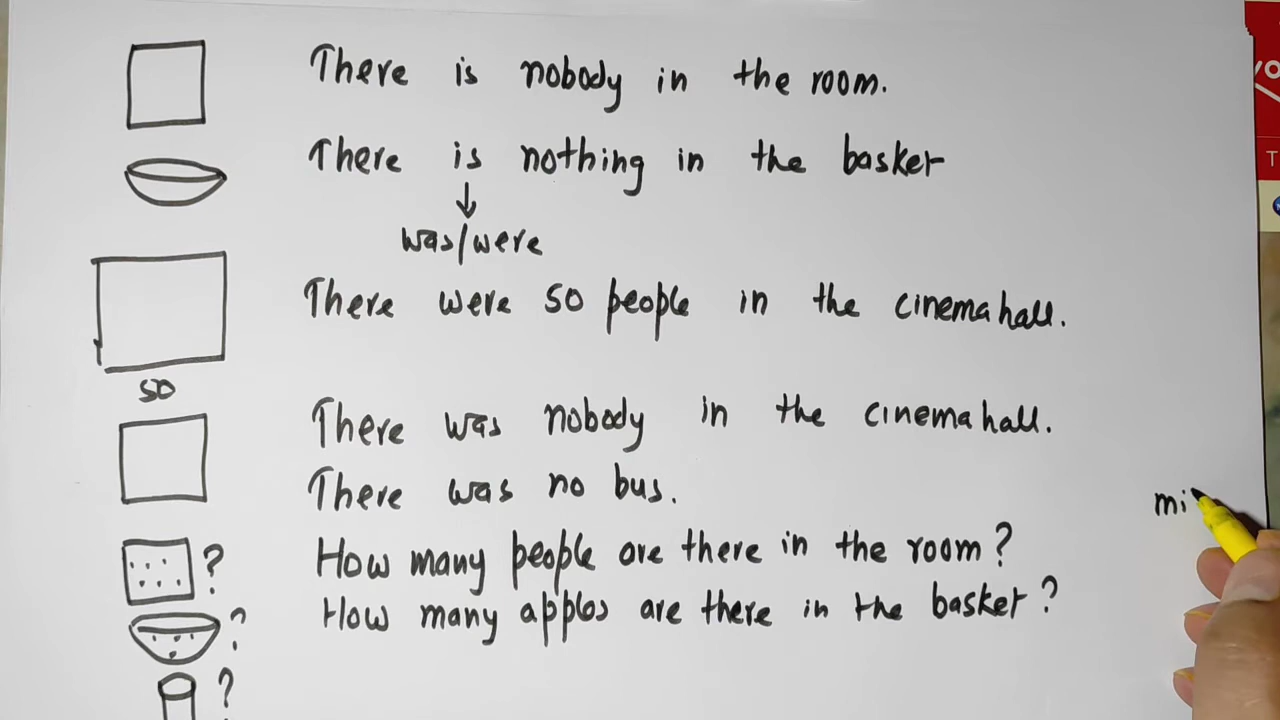 There is nobody in the room.
There is nothing in the basket
was/were
There were 50 people in the cinema hall.
50
There was nobody in the cinema hall.
There was no bus.
mi
How many people are there in the room?
?
How many apples are there in the basket?
?
?